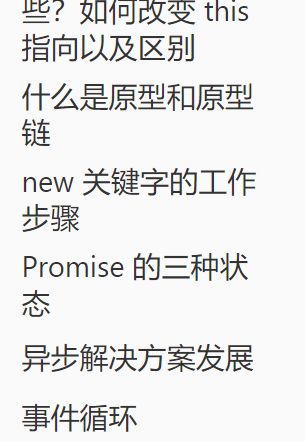 些？如何改变 this
指向以及区别
什么是原型和原型
链
new 关键字的工作
步骤
Promise 的三种状
态
异步解决方案发展
事件循环